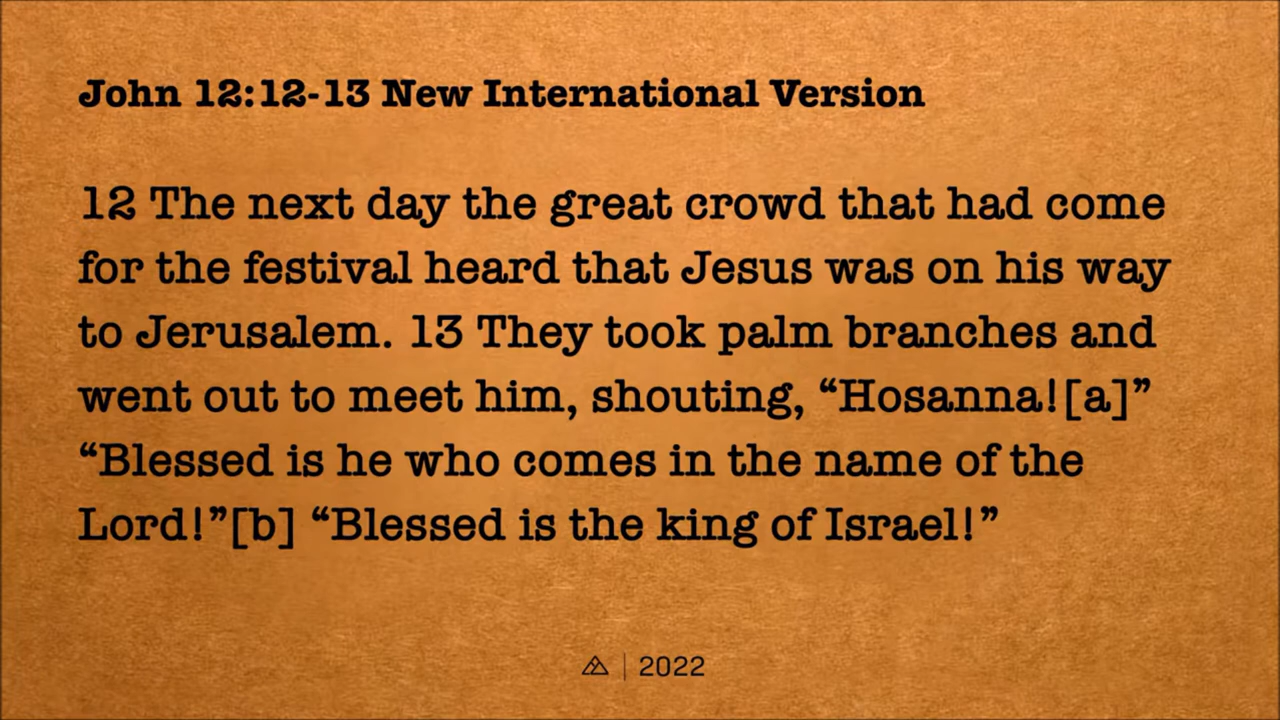 John 12:12-13 New International Version
12 The next day the great crowd that had come
for the festival heard that Jesus was on his way
to Jerusalem. 13 They took palm branches and
went out to meet him, shouting, “Hosanna![a]”
“Blessed is he who comes in the name of the
Lord!”[b] “Blessed is the king of Israel!”
2022